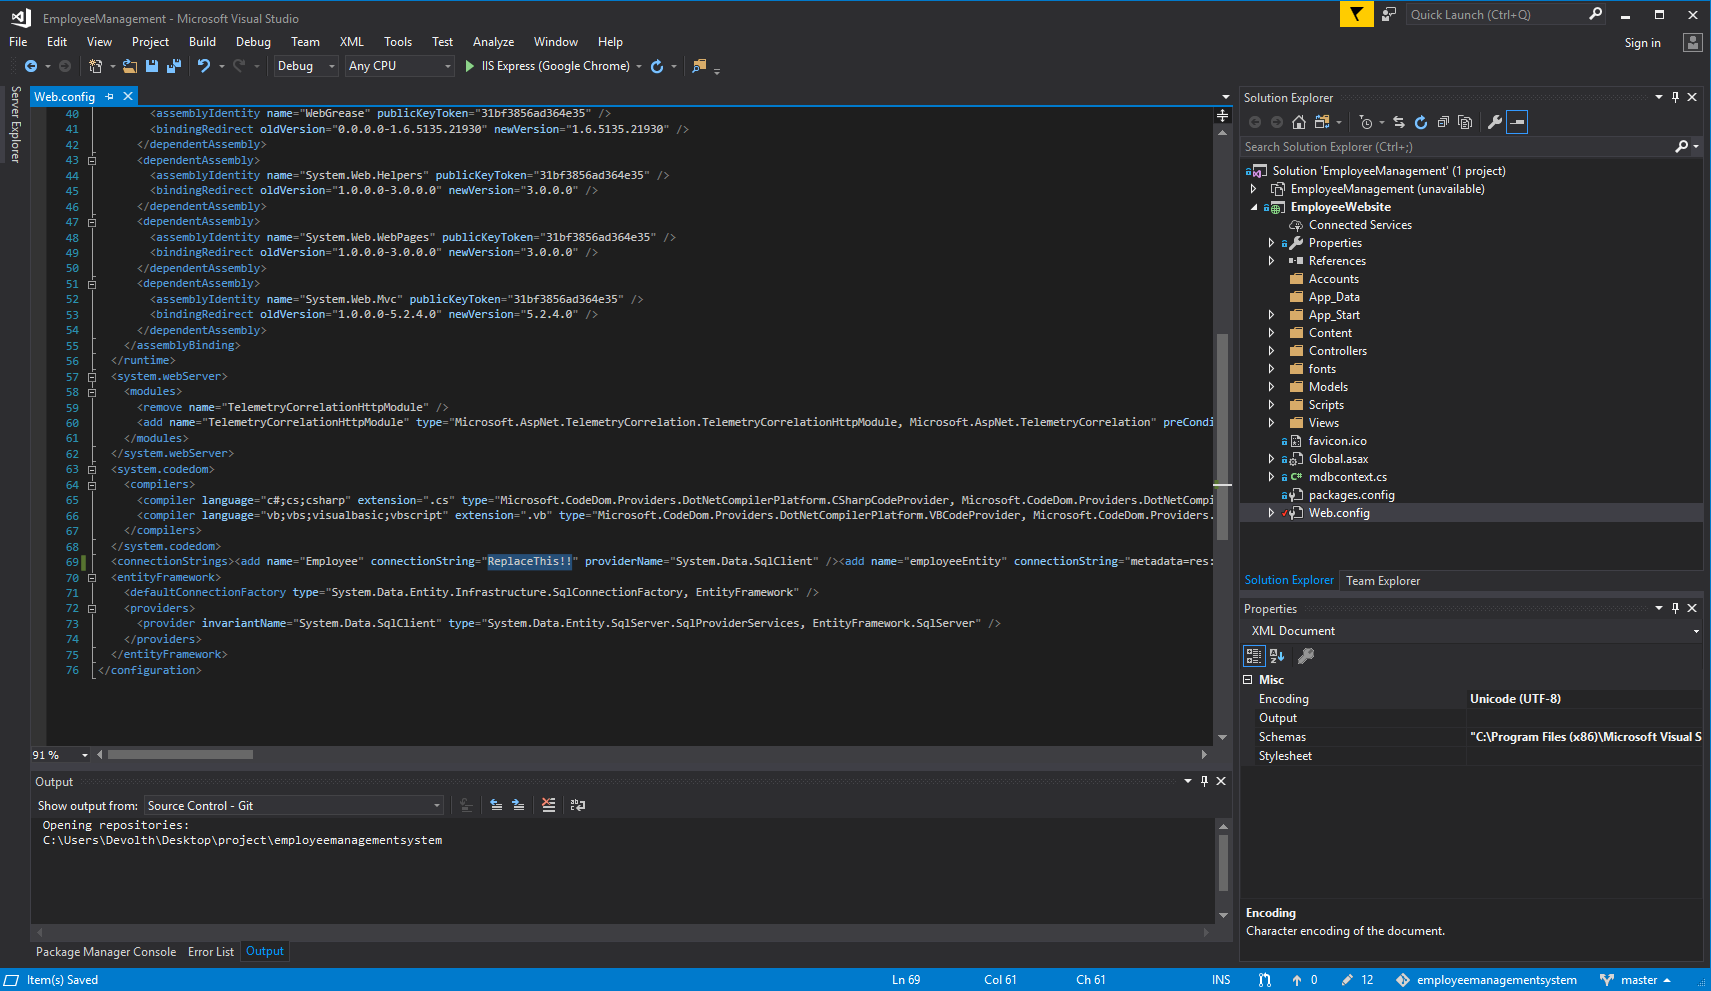 EmployeeManagement - Microsoft Visual Studio
Quick Launch (Ctrl+Q)
File Edit View Project Build Debug Team XML Tools Test Analyze Window Help
Sign in
Debug Any CPU IIS Express (Google Chrome)
Server Explorer
Web.config
40 <assemblyIdentity name="WebGrease" publicKeyToken="31bf3856ad364e35" />
41 <bindingRedirect oldVersion="0.0.0.0-1.6.5135.21930" newVersion="1.6.5135.21930" />
42 </dependentAssembly>
43 <dependentAssembly>
44 <assemblyIdentity name="System.Web.Helpers" publicKeyToken="31bf3856ad364e35" />
45 <bindingRedirect oldVersion="1.0.0.0-3.0.0.0" newVersion="3.0.0.0" />
46 </dependentAssembly>
47 <dependentAssembly>
48 <assemblyIdentity name="System.Web.WebPages" publicKeyToken="31bf3856ad364e35" />
49 <bindingRedirect oldVersion="1.0.0.0-3.0.0.0" newVersion="3.0.0.0" />
50 </dependentAssembly>
51 <dependentAssembly>
52 <assemblyIdentity name="System.Web.Mvc" publicKeyToken="31bf3856ad364e35" />
53 <bindingRedirect oldVersion="1.0.0.0-5.2.4.0" newVersion="5.2.4.0" />
54 </dependentAssembly>
55 </assemblyBinding>
56 </runtime>
57 <system.webServer>
58 <modules>
59 <remove name="TelemetryCorrelationHttpModule" />
60 <add name="TelemetryCorrelationHttpModule" type="Microsoft.AspNet.TelemetryCorrelation.TelemetryCorrelationHttpModule, Microsoft.AspNet.TelemetryCorrelation" preCondi
61 </modules>
62 </system.webServer>
63 <system.codedom>
64 <compilers>
65 <compiler language="c#;cs;csharp" extension=".cs" type="Microsoft.CodeDom.Providers.DotNetCompilerPlatform.CSharpCodeProvider, Microsoft.CodeDom.Providers.DotNetCompi
66 <compiler language="vb;vbs;visualbasic;vbscript" extension=".vb" type="Microsoft.CodeDom.Providers.DotNetCompilerPlatform.VBCodeProvider, Microsoft.CodeDom.Providers.
67 </compilers>
68 </system.codedom>
69 <connectionStrings><add name="Employee" connectionString="ReplaceThis!!" providerName="System.Data.SqlClient" /><add name="employeeEntity" connectionString="metadata=res:
70 <entityFramework>
71 <defaultConnectionFactory type="System.Data.Entity.Infrastructure.SqlConnectionFactory, EntityFramework" />
72 <providers>
73 <provider invariantName="System.Data.SqlClient" type="System.Data.Entity.SqlServer.SqlProviderServices, EntityFramework.SqlServer" />
74 </providers>
75 </entityFramework>
76 </configuration>
91 %
Output
Show output from: Source Control - Git
Opening repositories:
C:\Users\Devolth\Desktop\project\employeemanagementsystem
Package Manager Console Error List Output
Solution Explorer
Search Solution Explorer (Ctrl+;)
Solution 'EmployeeManagement' (1 project)
EmployeeManagement (unavailable)
EmployeeWebsite
Connected Services
Properties
References
Accounts
App_Data
App_Start
Content
Controllers
fonts
Models
Scripts
Views
favicon.ico
Global.asax
C# mdbcontext.cs
packages.config
Web.config
Solution Explorer Team Explorer
Properties
XML Document
Misc
Encoding Unicode (UTF-8)
Output
Schemas "C:\Program Files (x86)\Microsoft Visual S
Stylesheet
Encoding
Character encoding of the document.
Item(s) Saved Ln 69 Col 61 Ch 61 INS 0 12 employeemanagementsystem master